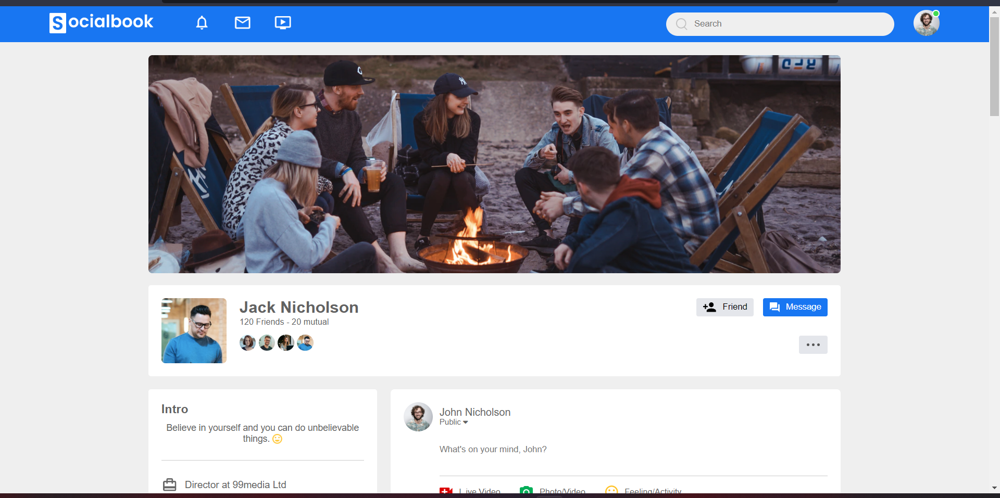 Socialbook
Search
Jack Nicholson
120 Friends - 20 mutual
Friend
Message
Intro
Believe in yourself and you can do unbelievable
things.
Director at 99media Ltd
John Nicholson
Public
What's on your mind, John?
Live Video
Photo/Video
Feeling/Activity